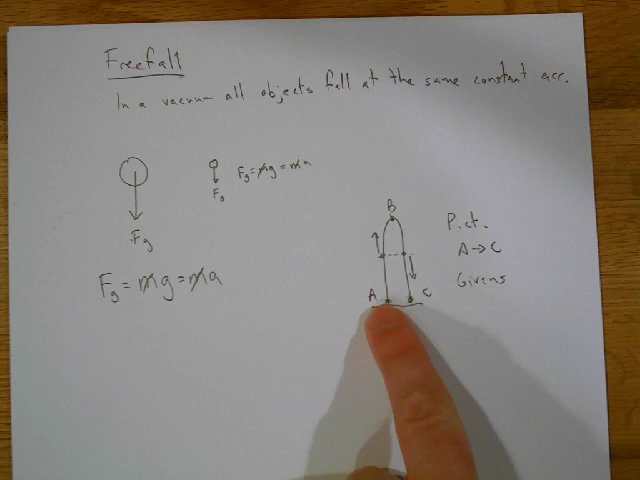 Freefall
In a vacuum all objects fall at the same constant acc.
Fg = mg = ma
Fg
Fg
Fg = mg = ma
B
A
C
Pict.
A → C
Givens